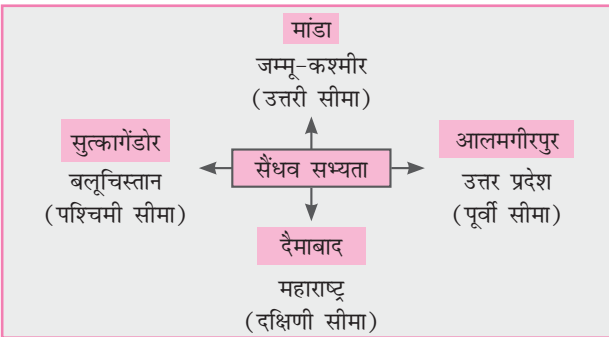 मांडा
जम्मू-कश्मीर
(उत्तरी सीमा)
सुत्कागेंडोर
बलूचिस्तान
(पश्चिमी सीमा)
सैंधव सभ्यता
आलमगीरपुर
उत्तर प्रदेश
(पूर्वी सीमा)
दैमाबाद
महाराष्ट्र
(दक्षिणी सीमा)